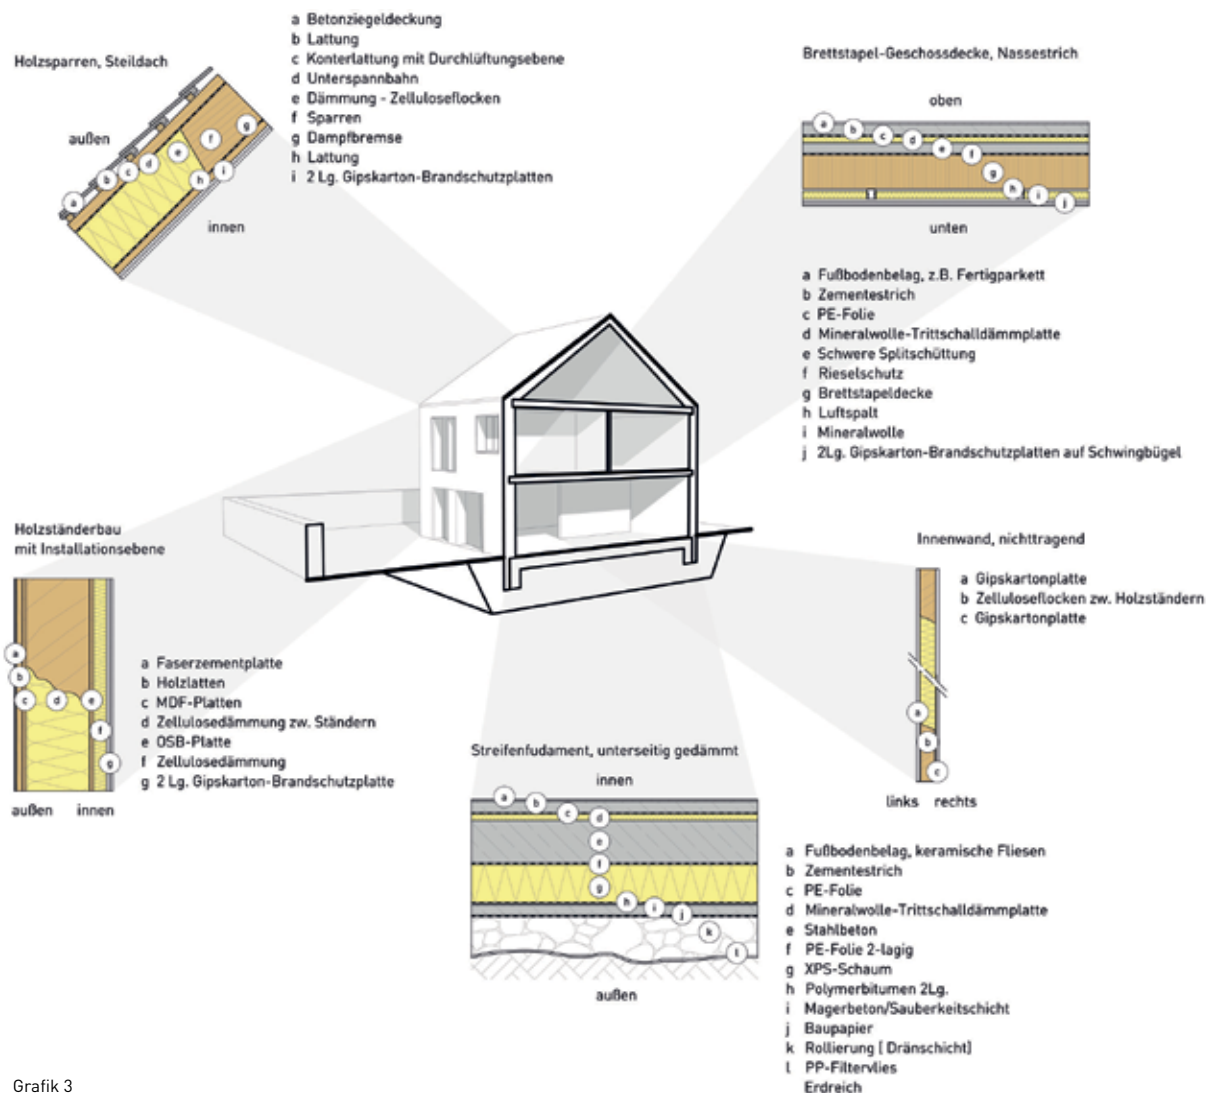 Holzsparren, Steildach
außen
innen
a Betonziegeldeckung
b Lattung
c Konterlattung mit Durchlüftungsebene
d Unterspannbahn
e Dämmung - Zelluloseflocken
f Sparren
g Dampfbremse
h Lattung
i 2 Lg. Gipskarton-Brandschutzplatten
a
b
c
d
e
f
g
h
i
Brettstapel-Geschossdecke, Nassestrich
oben
a
b
c
d
e
f
g
h
i
j
unten
a Fußbodenbelag, z.B. Fertigparkett
b Zementestrich
c PE-Folie
d Mineralwolle-Trittschalldämmplatte
e Schwere Splitschüttung
f Rieselschutz
g Brettstapeldecke
h Luftspalt
i Mineralwolle
j 2Lg. Gipskarton-Brandschutzplatten auf Schwingbügel
Holzständerbau
mit Installationsebene
a
b
c
d
e
f
g
außen innen
a Faserzementplatte
b Holzlatten
c MDF-Platten
d Zellulosedämmung zw. Ständern
e OSB-Platte
f Zellulosedämmung
g 2 Lg. Gipskarton-Brandschutzplatte
Innenwand, nichttragend
a Gipskartonplatte
b Zelluloseflocken zw. Holzständern
c Gipskartonplatte
a
b
c
links rechts
Streifenfudament, unterseitig gedämmt
innen
a
b
c
d
e
f
g
h
i
j
k
l
außen
a Fußbodenbelag, keramische Fliesen
b Zementestrich
c PE-Folie
d Mineralwolle-Trittschalldämmplatte
e Stahlbeton
f PE-Folie 2-lagig
g XPS-Schaum
h Polymerbitumen 2Lg.
i Magerbeton/Sauberkeitschicht
j Baupapier
k Rollierung [ Dränschicht]
l PP-Filtervlies
Erdreich
Grafik 3